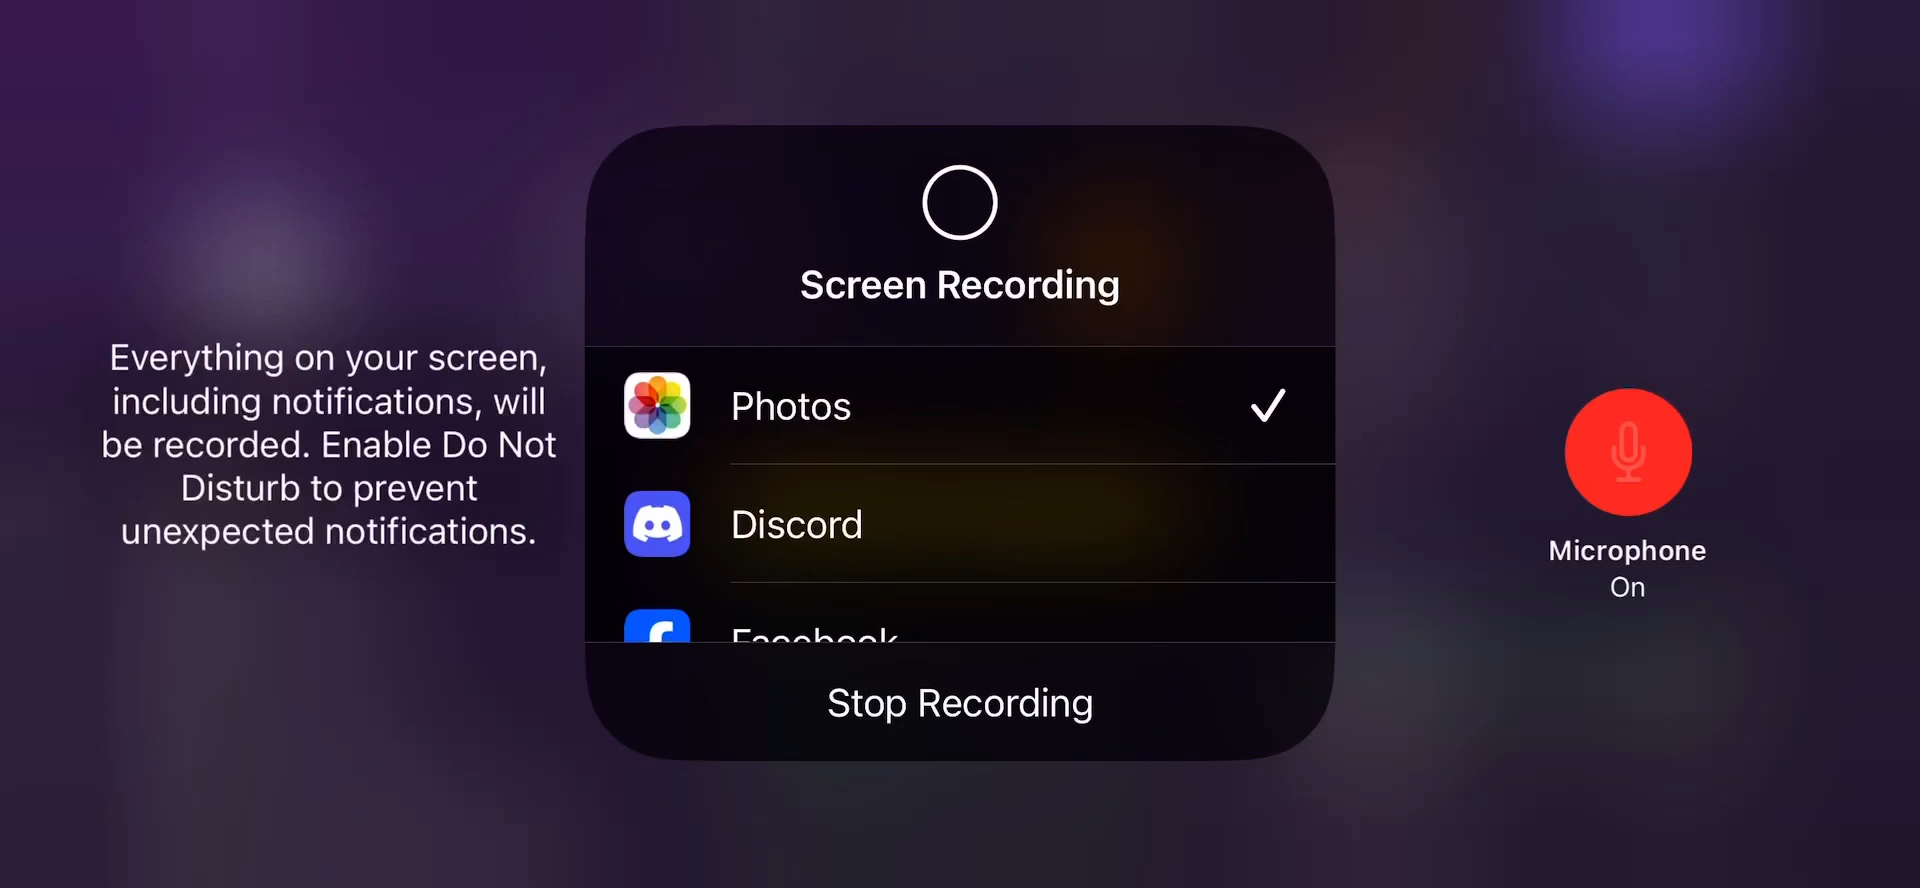 Everything on your screen,
including notifications, will
be recorded. Enable Do Not
Disturb to prevent
unexpected notifications.
Screen Recording
Photos
Discord
Facebook
Stop Recording
Microphone
On